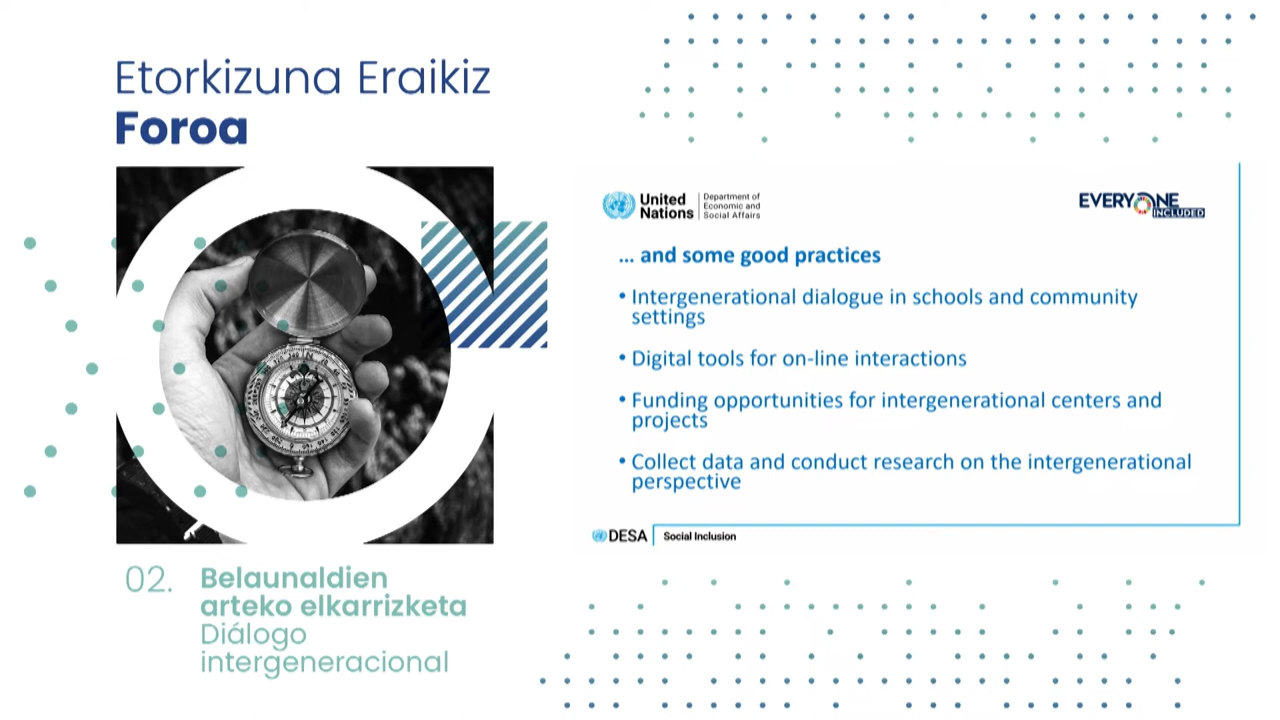 Etorkizuna Eraikiz
Foroa
02.
Belaunaldien
arteko elkarrizketa
Diálogo
intergeneracional
United
Nations
Department of
Economic and
Social Affairs
EVERYONE
INCLUDED
... and some good practices
• Intergenerational dialogue in schools and community
settings
• Digital tools for on-line interactions
• Funding opportunities for intergenerational centers and
projects
• Collect data and conduct research on the intergenerational
perspective
DESA
Social Inclusion